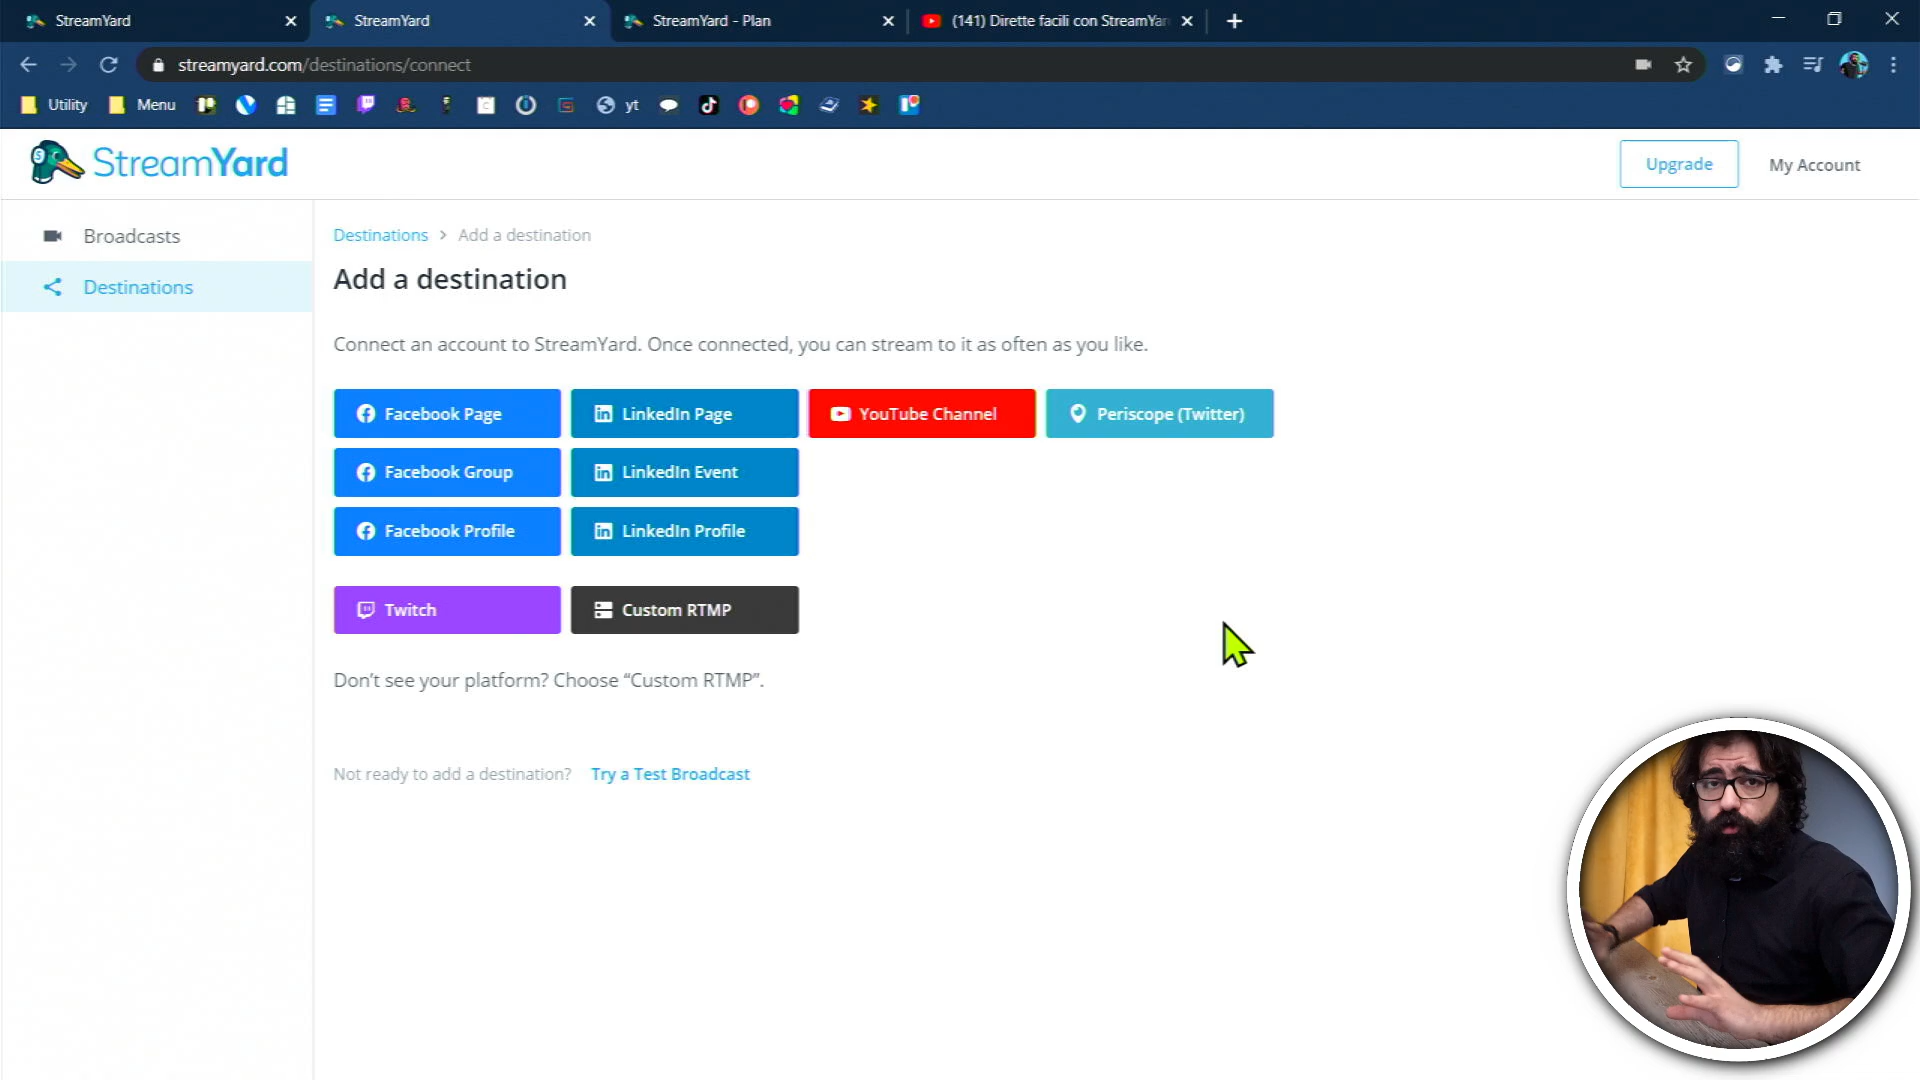 StreamYard
StreamYard
StreamYard - Plan
(141) Dirette facili con StreamYar
streamyard.com/destinations/connect
Utility
Menu
yt
StreamYard
Upgrade
My Account
Broadcasts
Destinations
Destinations > Add a destination
Add a destination
Connect an account to StreamYard. Once connected, you can stream to it as often as you like.
Facebook Page
LinkedIn Page
YouTube Channel
Periscope (Twitter)
Facebook Group
LinkedIn Event
Facebook Profile
LinkedIn Profile
Twitch
Custom RTMP
Don’t see your platform? Choose “Custom RTMP”.
Not ready to add a destination? Try a Test Broadcast